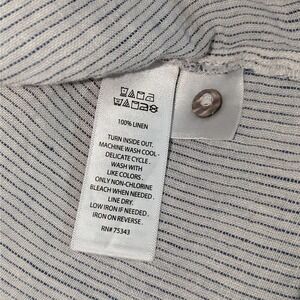 100% LINEN
TURN INSIDE OUT.
MACHINE WASH COOL -
DELICATE CYCLE .
WASH WITH
LIKE COLORS .
ONLY NON-CHLORINE
BLEACH WHEN NEEDED .
LINE DRY.
LOW IRON IF NEEDED .
IRON ON REVERSE .
RN# 75343